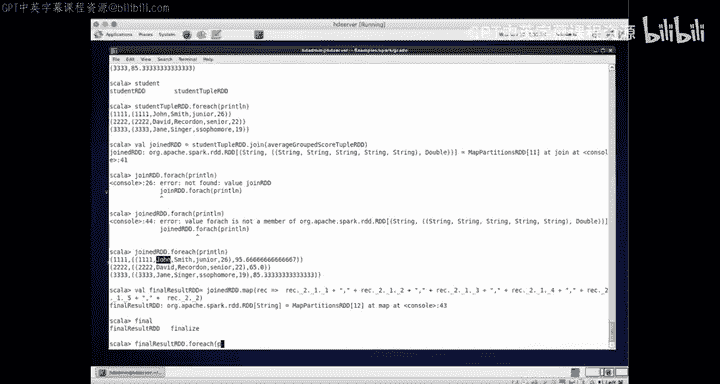 GPT中英字幕课程资源@bilibili.com
hdeserver [Running]
Applications Places System
(3333,85.33333333333333)
scala> student
studentRDD studentTupleRDD
scala> studentTupleRDD.foreach(println)
(1111,(1111,John,Smith,junior,26))
(2222,(2222,David,Recordon,senior,22))
(3333,(3333,Jane,Singer,ssophomore,19))
scala> val joinedRDD = studentTupleRDD.join(averageGroupedScoreTupleRDD)
joinedRDD: org.apache.spark.rdd.RDD[(String, ((String, String, String, String, String), Double))] = MapPartitionsRDD[11] at join at <consol
e>:41
scala> joinRDD.forach(println)
<console>:26: error: not found: value joinRDD
joinRDD.forach(println)
^
scala> joinedRDD.forach(println)
<console>:44: error: value forach is not a member of org.apache.spark.rdd.RDD[(String, ((String, String, String, String, String), Double))]
joinedRDD.forach(println)
^
scala> joinedRDD.foreach(println)
(1111,((1111,John,Smith,junior,26),95.66666666666667))
(2222,((2222,David,Recordon,senior,22),65.0))
(3333,((3333,Jane,Singer,ssophomore,19),85.33333333333333))
scala> val finalResultRDD= joinedRDD.map(rec => rec._2._1._1 + "," + rec._2._1._2 + "," + rec._2._1._3 + "," + rec._2._1._4 + "," + rec._2
._1._5 + "," + rec._2._2)
finalResultRDD: org.apache.spark.rdd.RDD[String] = MapPartitionsRDD[12] at map at <console>:43
scala> final
finalResultRDD finalize
scala> finalResultRDD.foreach(p